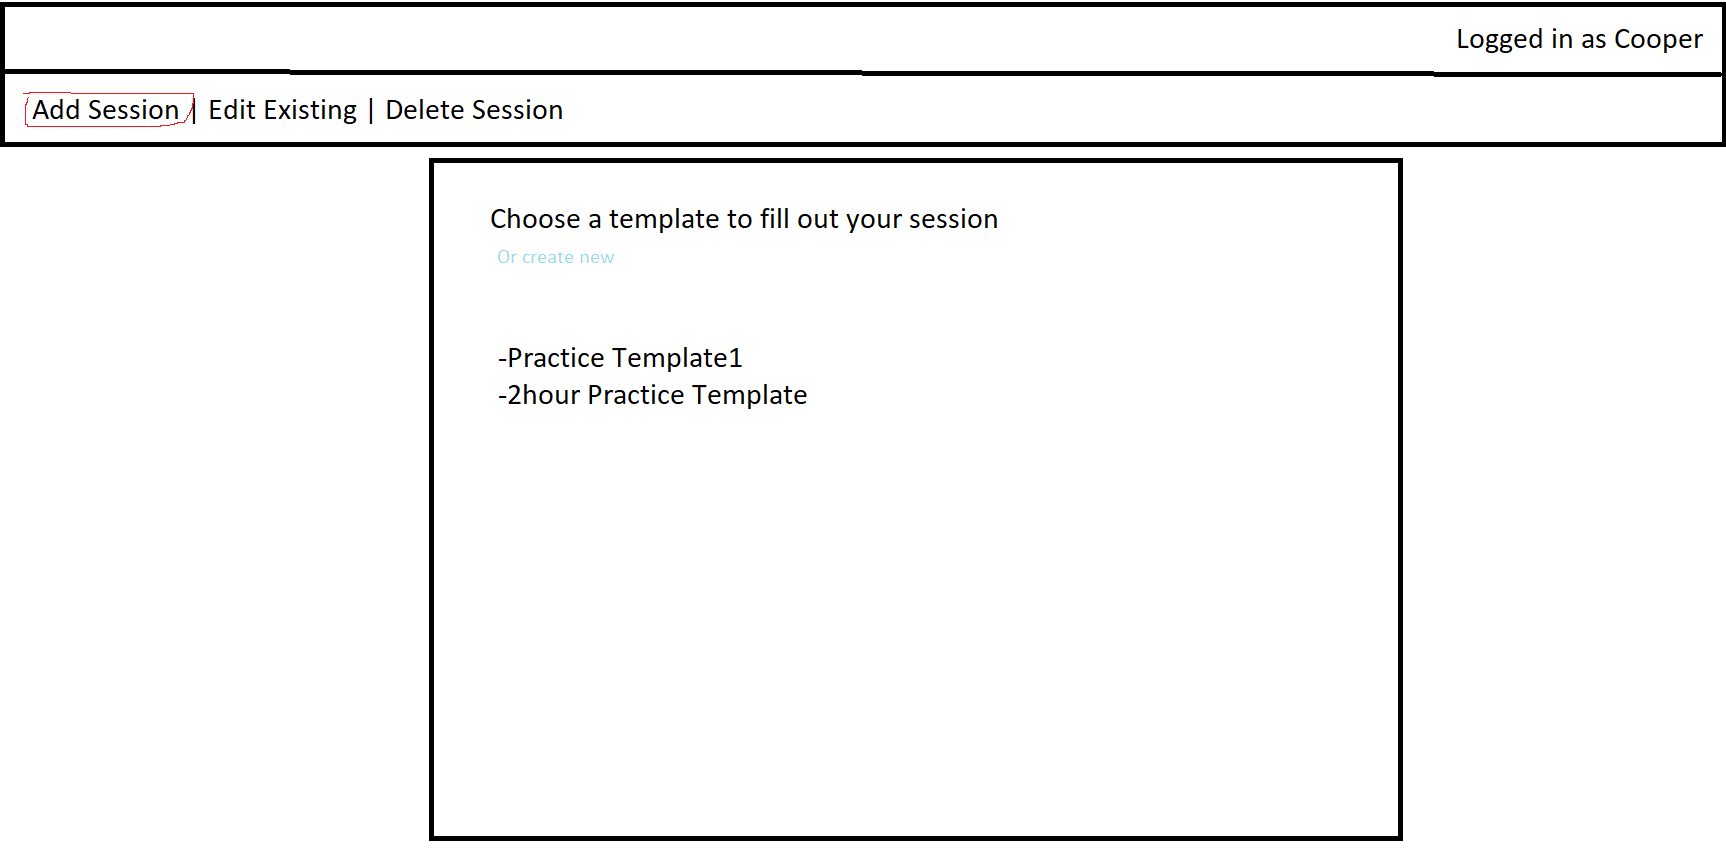 Logged in as Cooper
Add Session | Edit Existing | Delete Session
Choose a template to fill out your session
Or create new
-Practice Template1
-2hour Practice Template